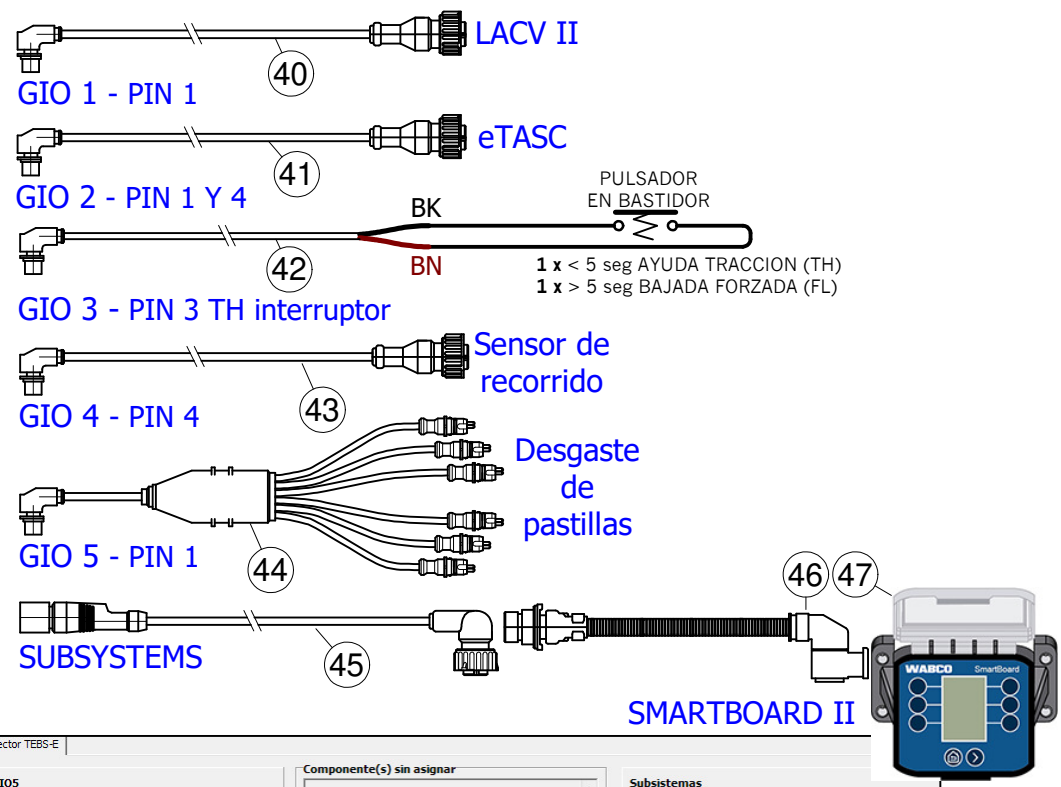 LACV II
40
GIO 1 - PIN 1
eTASC
41
GIO 2 - PIN 1 Y 4
PULSADOR
EN BASTIDOR
BK
BN
42
1 x < 5 seg AYUDA TRACCION (TH)
1 x > 5 seg BAJADA FORZADA (FL)
GIO 3 - PIN 3 TH interruptor
Sensor de
recorrido
43
GIO 4 - PIN 4
Desgaste
de
pastillas
GIO 5 - PIN 1
44
46 47
SUBSYSTEMS
45
WABCO SmartBoard
SMARTBOARD II
ector TEBS-E
IO5
Componente(s) sin asignar
Subsistemas